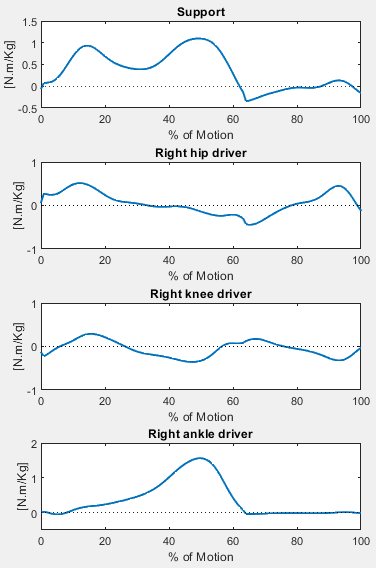 Support
1.5
1
0.5
0
-0.5
[N.m/Kg]
0 20 40 60 80 100
% of Motion
Right hip driver
1
0
-1
[N.m/Kg]
0 20 40 60 80 100
% of Motion
Right knee driver
1
0
-1
[N.m/Kg]
0 20 40 60 80 100
% of Motion
Right ankle driver
2
1
0
[N.m/Kg]
0 20 40 60 80 100
% of Motion